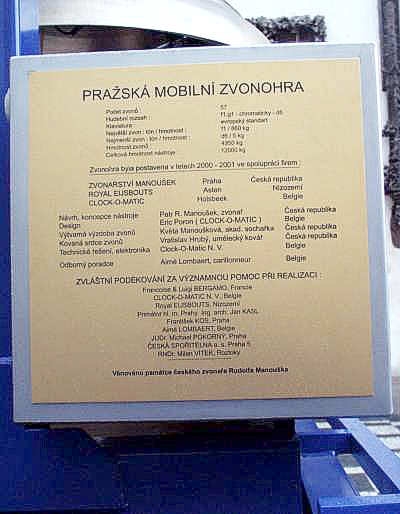 PRAŽSKÁ MOBILNÍ ZVONOHRA
Počet zvonů : 57
Hudební rozsah : f1,g1 - chromaticky - d6
Klaviatura evropský standart
Největší zvon : tón / hmotnost : f1 / 860 kg
Nejmenší zvon : tón / hmotnost : d6 / 5 kg
Hmotnost zvonů 4950 kg
Celková hmotnost nástroje 12000 kg
Zvonohra byla postavena v letech 2000 - 2001 ve spolupráci firem :
ZVONAŘSTVÍ MANOUŠEK Praha Česká republika
ROYAL EIJSBOUTS Asten Nizozemí
CLOCK-O-MATIC Holsbeek Belgie
Návrh, koncepce nástroje Petr R. Manoušek, zvonař Česká republika
Design Eric Poron ( CLOCK-O-MATIC ) Belgie
Výtvarná výzdoba zvonů Květa Manoušková, akad. sochařka Česká republika
Kovaná srdce zvonů Vratislav Hrubý, umělecký kovář Česká republika
Technické řešení, elektronika Clock-O-Matic N.V. Belgie
Odborný poradce Aimé Lombaert, carillonneur Belgie
ZVLÁŠTNÍ PODĚKOVÁNÍ ZA VÝZNAMNOU POMOC PŘI REALIZACI :
Francoise & Luigi BERGAMO, Francie
CLOCK-O-MATIC N. V., Belgie
Royal EIJSBOUTS, Nizozemí
Primátor hl. m. Prahy ing. arch. Jan KASL
František KOS, Praha
Aimé LOMBAERT, Belgie
JUDr. Michael POKORNÝ, Praha
ČESKÁ SPOŘITELNA a. s. Praha 5
RNDr. Milan VÍTEK, Roztoky
Věnováno památce českého zvonaře Rudolfa Manouška